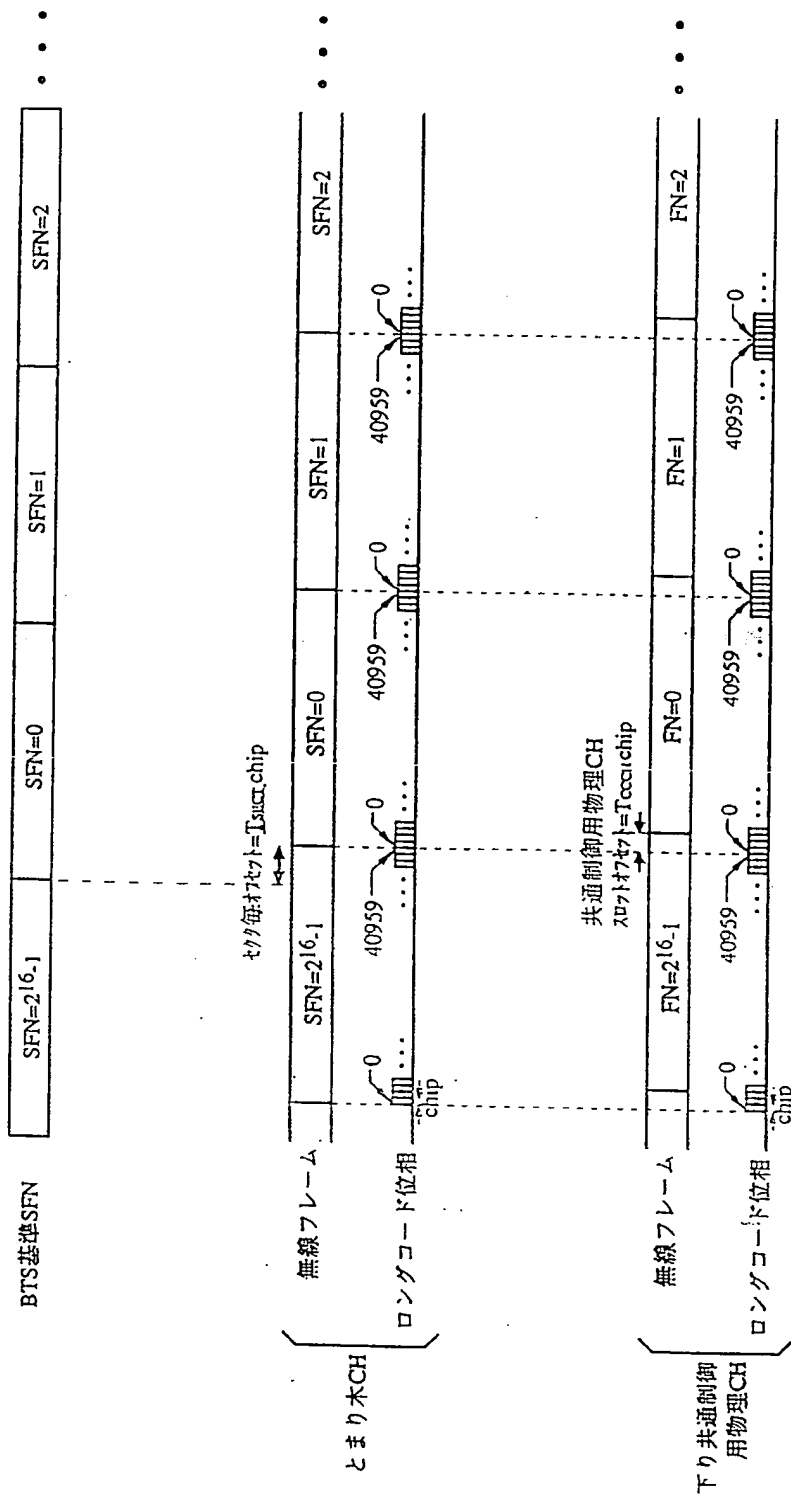 BTS基準SFN
SFN=2^16-1
SFN=0
SFN=1
SFN=2
• • •
セクタ毎オフセット=TSECT chip
とまり木CH
無線フレーム
SFN=2^16-1
SFN=0
SFN=1
SFN=2
• • •
ロングコード位相
0
chip
40959
0
40959
0
40959
0
共通制御用物理CH
スロットオフセット=TCCCH chip
下り共通制御
用物理CH
無線フレーム
FN=2^16-1
FN=0
FN=1
FN=2
• • •
ロングコード位相
0
chip
40959
0
40959
0
40959
0